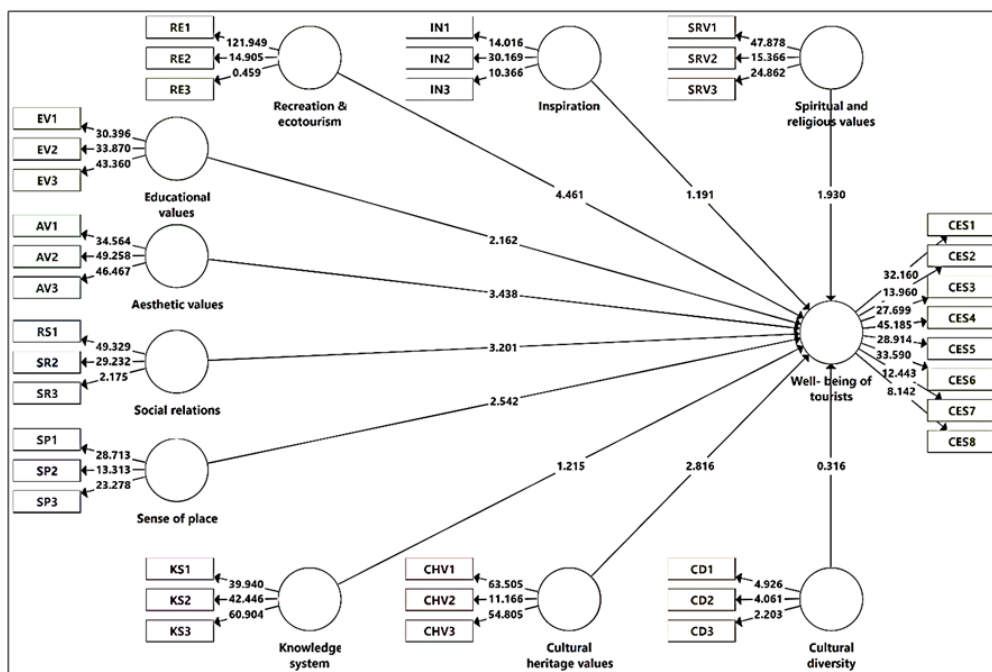 RE1
121.949
RE2
14.905
RE3
0.459
Recreation &
ecotourism
IN1
14.016
IN2
30.169
IN3
10.366
Inspiration
SRV1
47.878
SRV2
15.366
SRV3
24.862
Spiritual and
religious values
EV1
30.396
EV2
33.870
EV3
43.360
Educational
values
AV1
34.564
AV2
49.258
AV3
46.467
Aesthetic values
RS1
49.329
SR2
29.232
SR3
2.175
Social relations
SP1
28.713
SP2
13.313
SP3
23.278
Sense of place
KS1
39.940
KS2
42.446
KS3
60.904
Knowledge
system
CHV1
63.505
CHV2
11.166
CHV3
54.805
Cultural
heritage values
CD1
4.926
CD2
4.061
CD3
2.203
Cultural
diversity
4.461
1.191
1.930
2.162
3.438
3.201
2.542
1.215
2.816
0.316
Well- being of
tourists
CES1
32.160
CES2
13.960
CES3
27.699
CES4
45.185
CES5
28.914
CES6
33.590
CES7
12.443
CES8
8.142